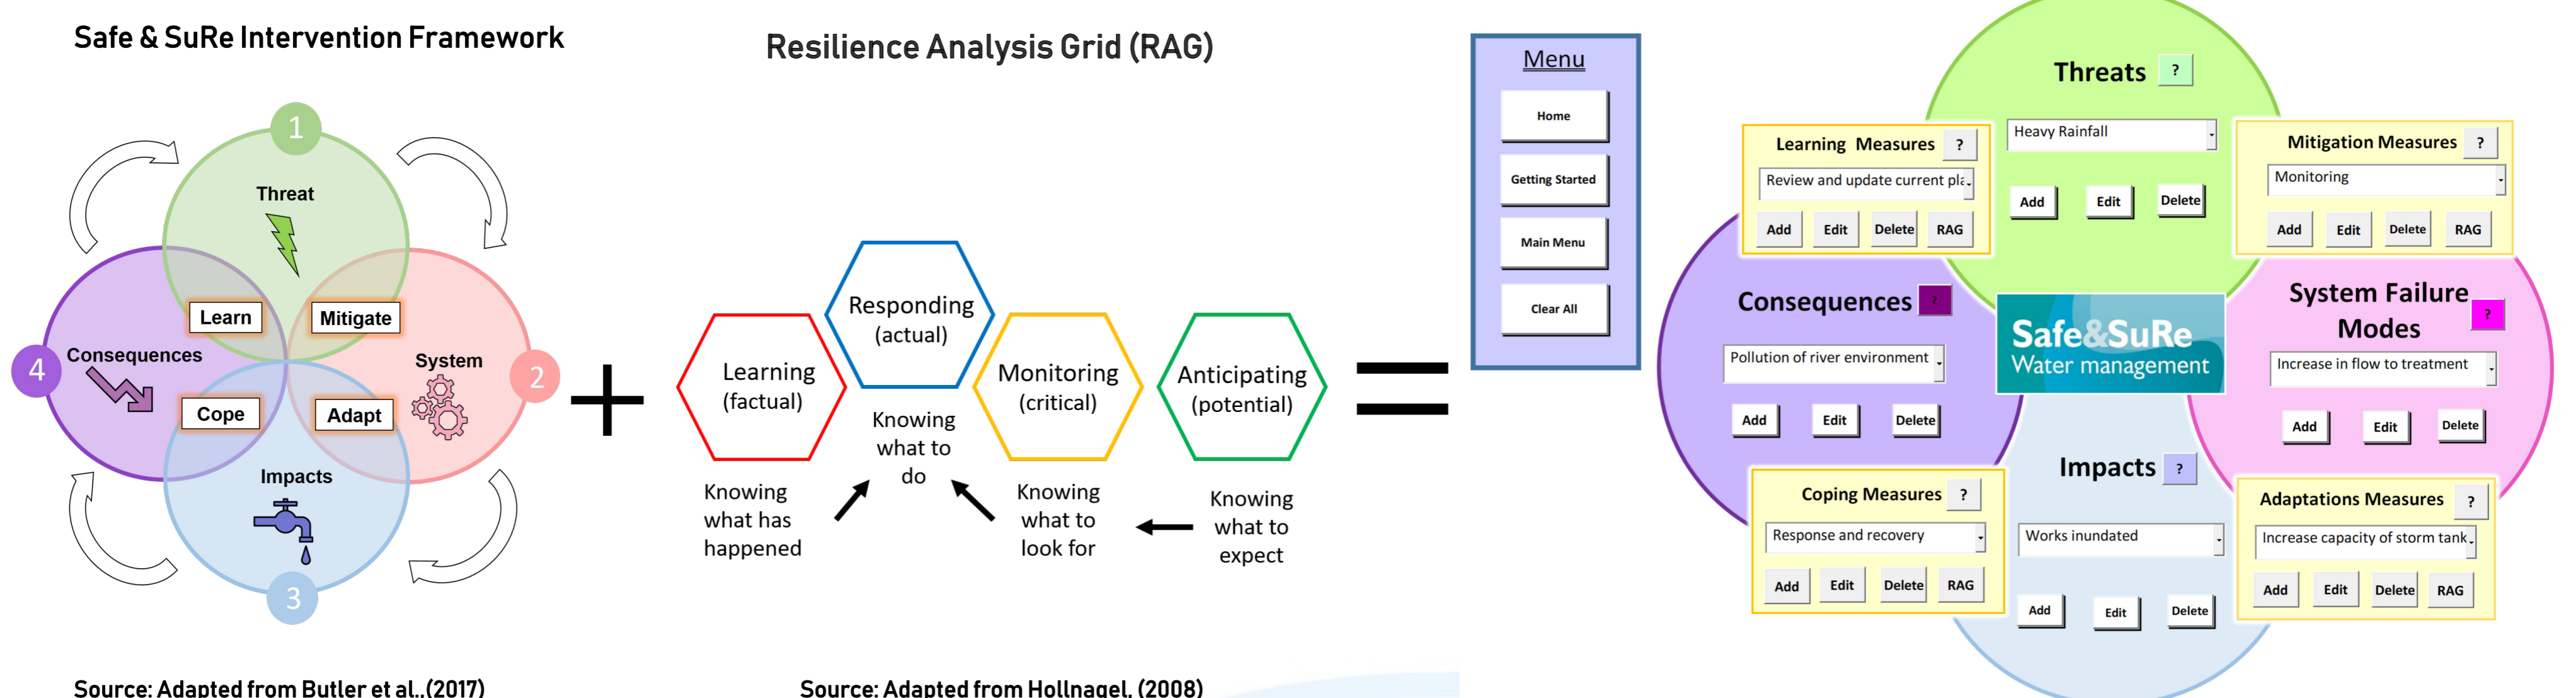 Safe & SuRe Intervention Framework
1
Threat
Learn
Mitigate
4
Consequences
System
2
Cope
Adapt
Impacts
3
Source: Adapted from Butler et al.,(2017)
+
Resilience Analysis Grid (RAG)
Responding
(actual)
Learning
(factual)
Monitoring
(critical)
Anticipating
(potential)
Knowing
what to
do
Knowing
what has
happened
Knowing
what to
look for
Knowing
what to
expect
Source: Adapted from Hollnagel, (2008)
=
Menu
Home
Getting Started
Main Menu
Clear All
Threats ?
Heavy Rainfall
Add Edit Delete
Learning Measures ?
Review and update current pla
Add Edit Delete RAG
Mitigation Measures ?
Monitoring
Add Edit Delete RAG
Consequences ?
Pollution of river environment
Add Edit Delete
Safe&SuRe
Water management
System Failure
Modes ?
Increase in flow to treatment
Add Edit Delete
Impacts ?
Works inundated
Add Edit Delete
Coping Measures ?
Response and recovery
Add Edit Delete RAG
Adaptations Measures ?
Increase capacity of storm tank
Add Edit Delete RAG